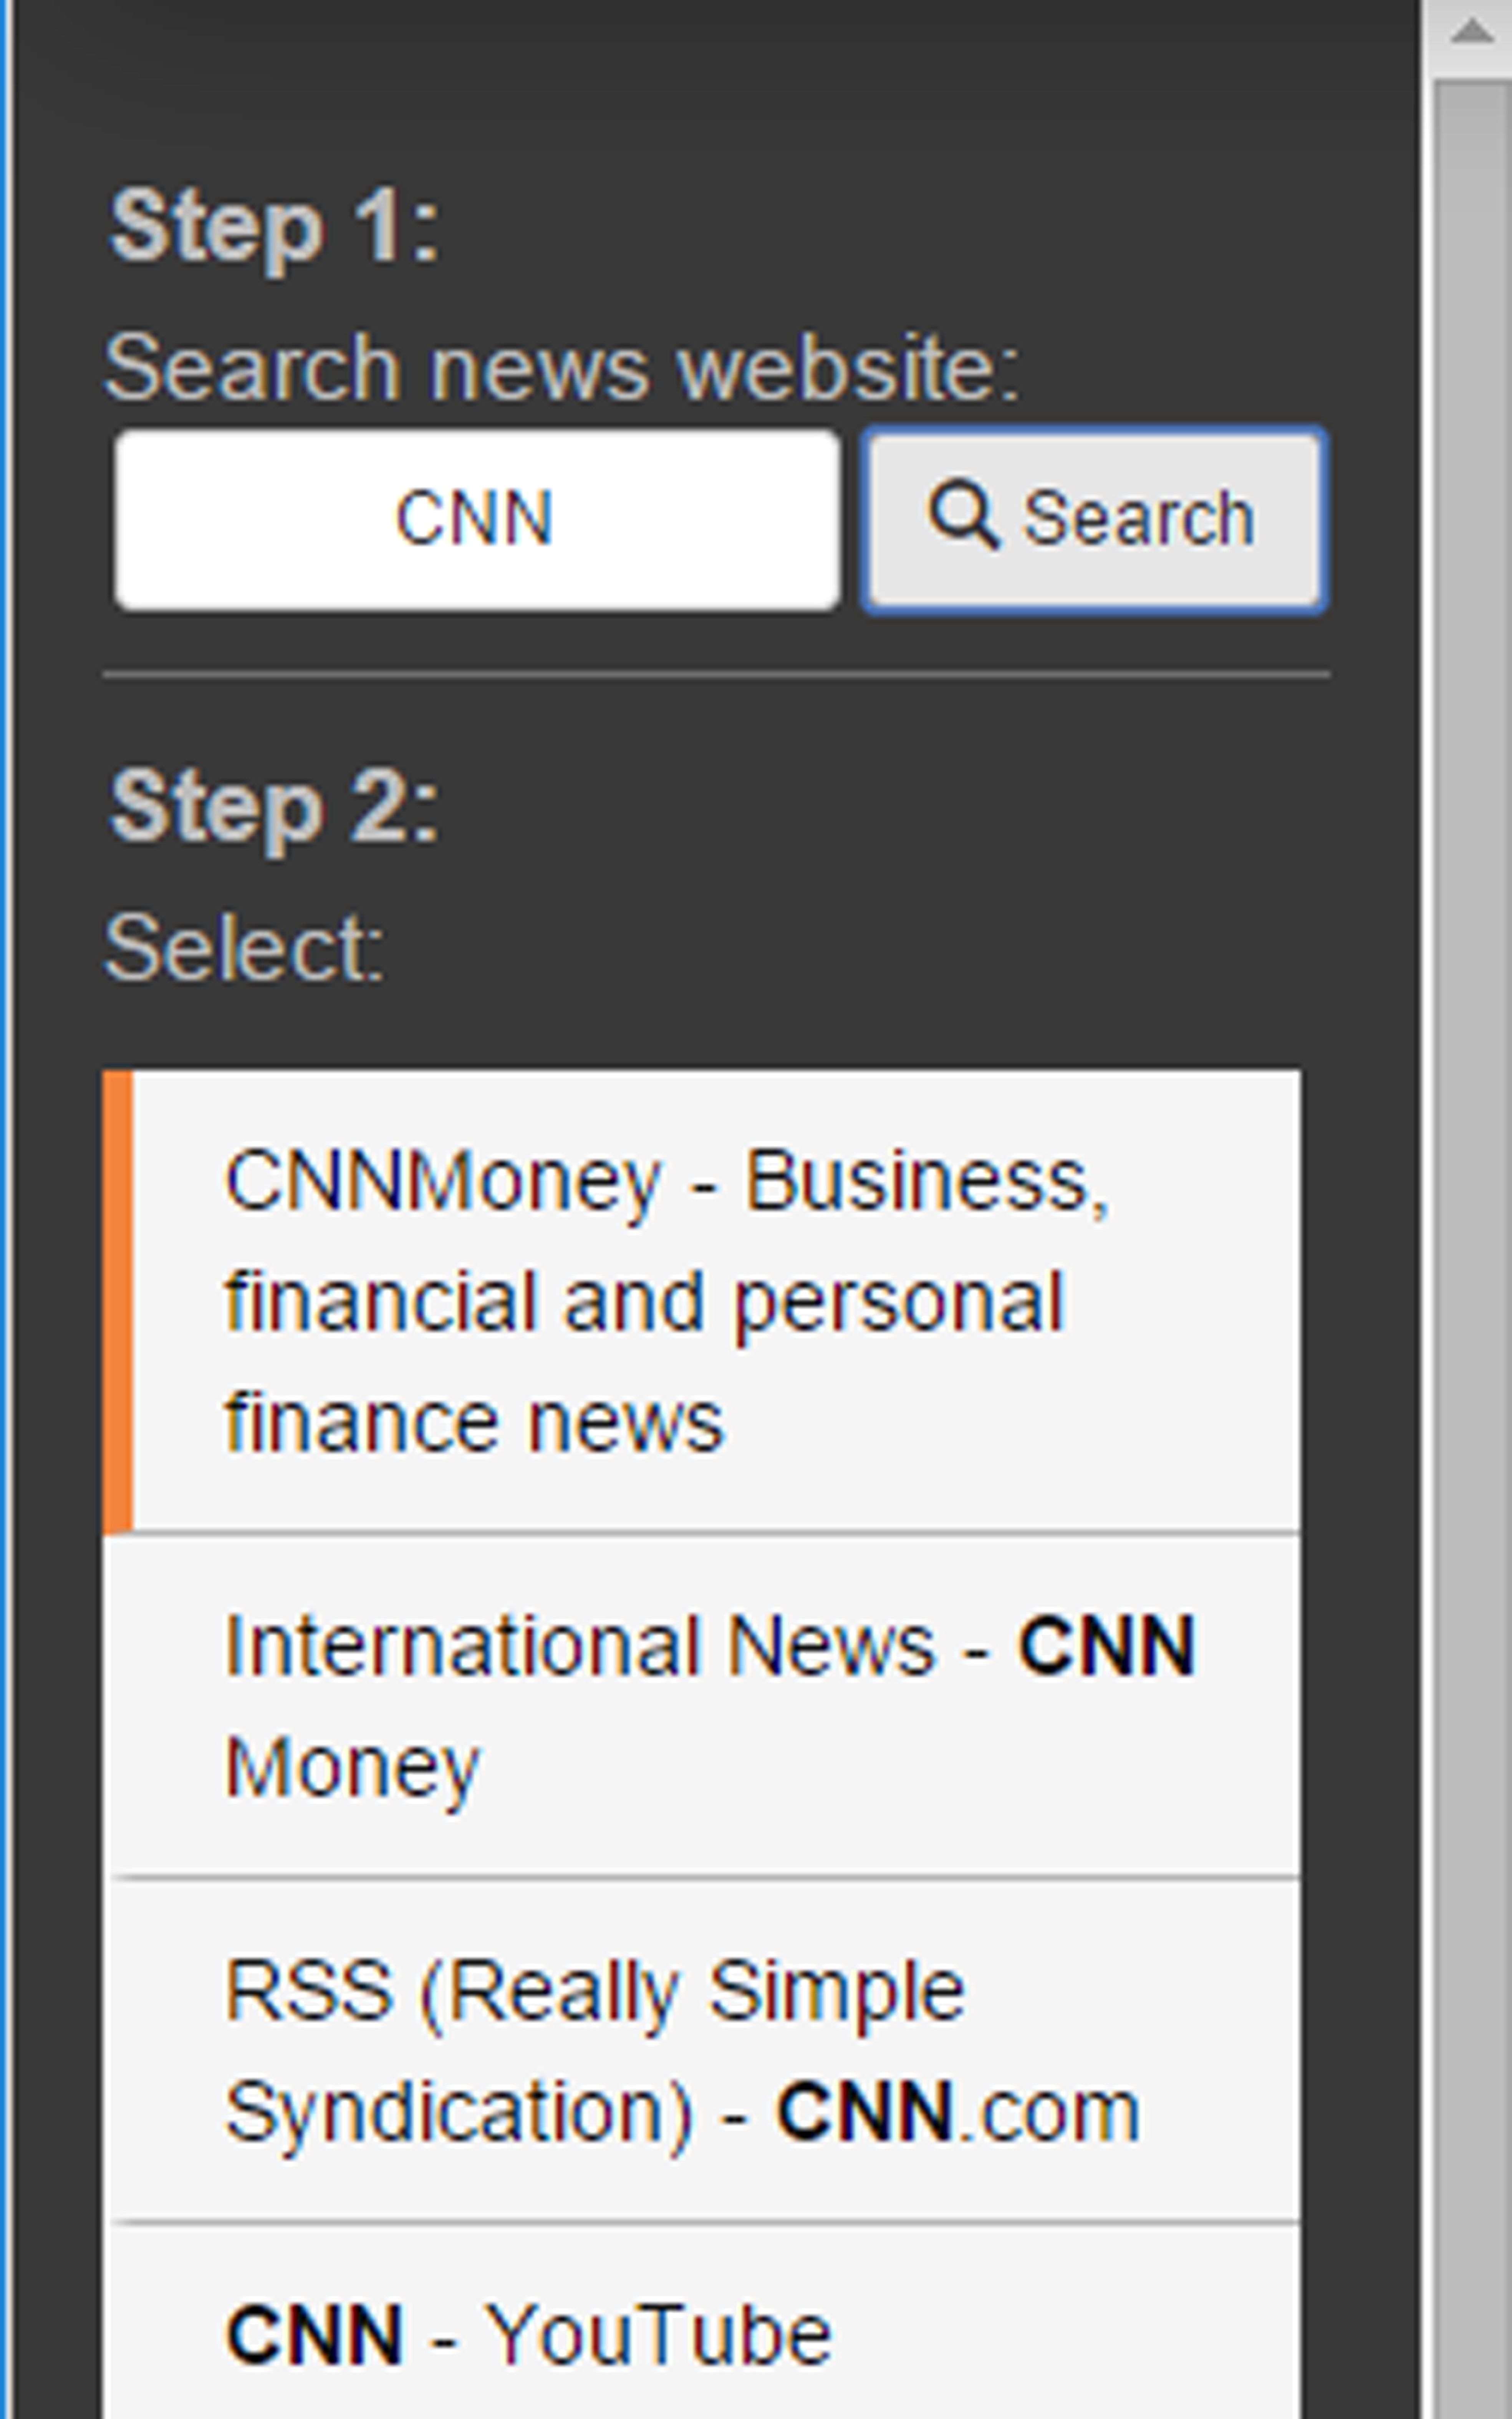 Step 1:
Search news website:
CNN Search
Step 2:
Select:
CNNMoney - Business,
financial and personal
finance news
International News - CNN
Money
RSS (Really Simple
Syndication) - CNN.com
CNN - YouTube